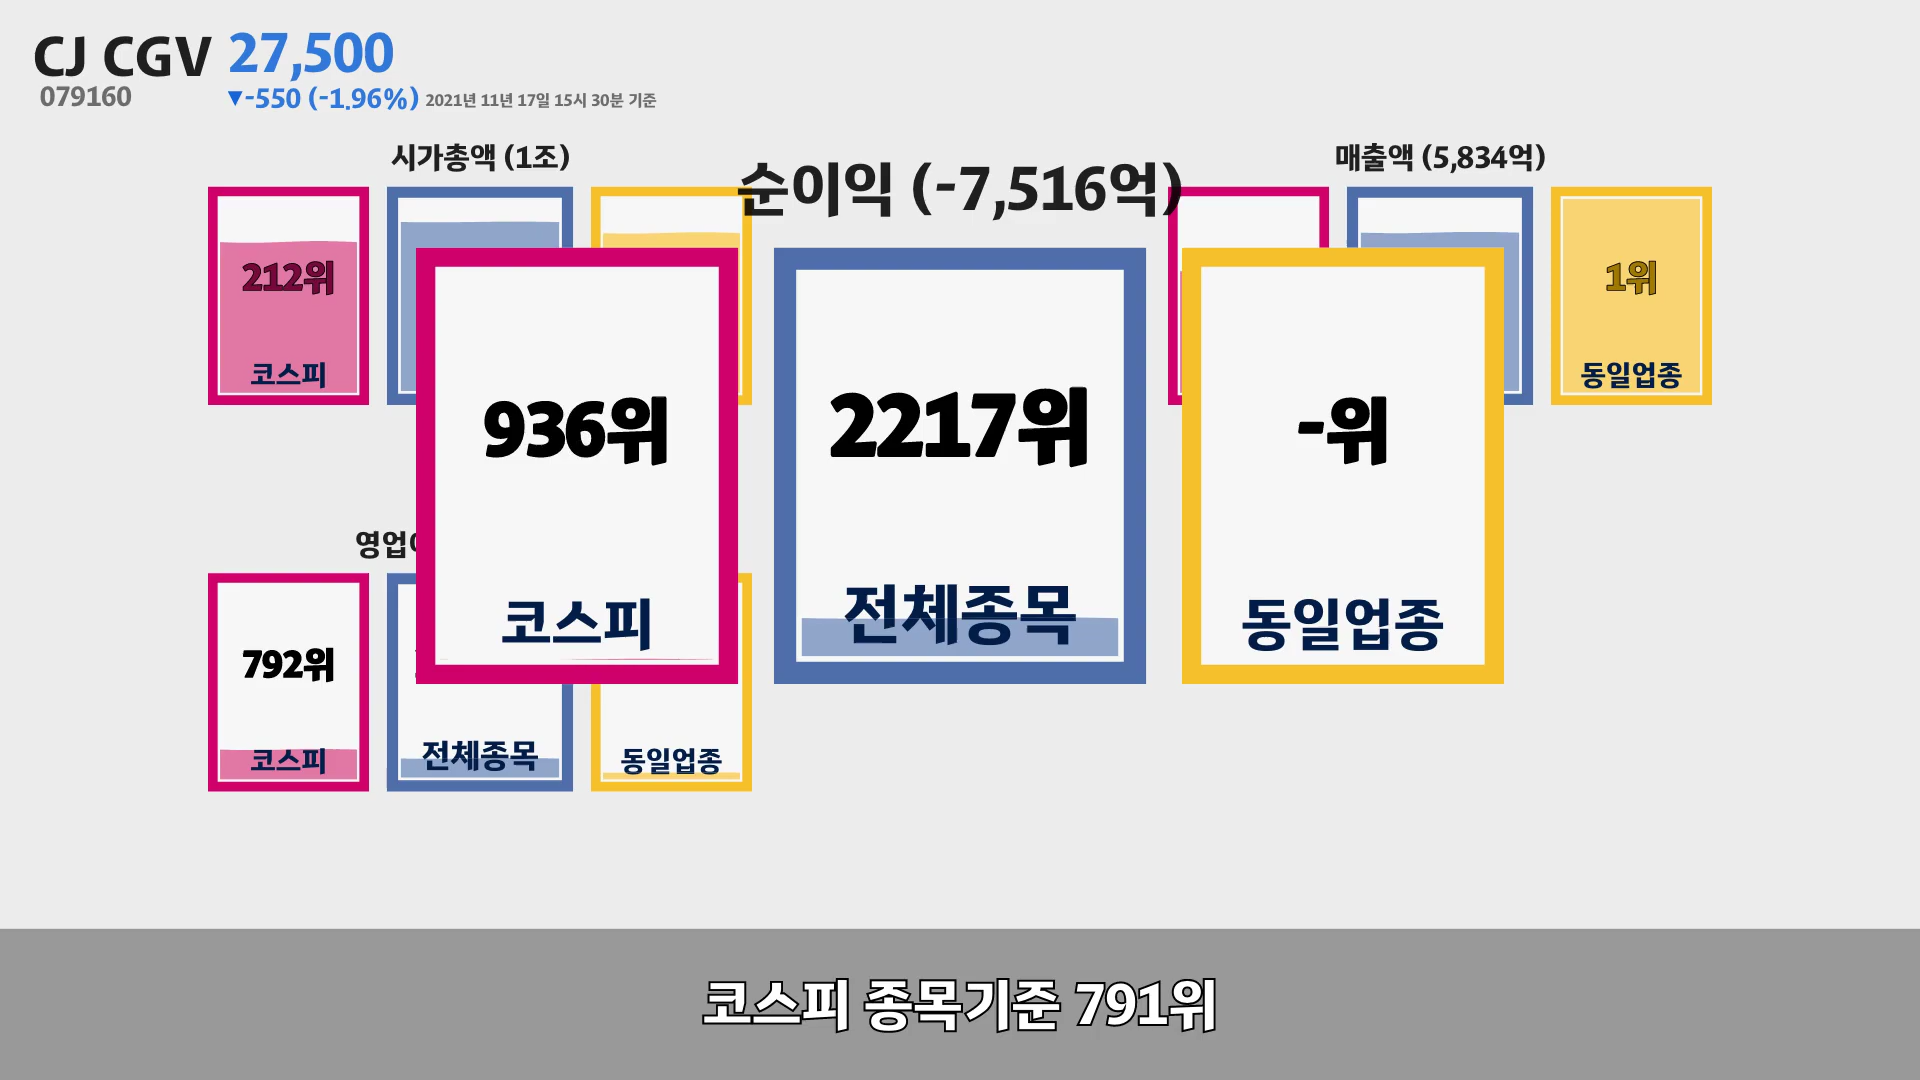 CJ CGV 27,500
079160 ▼-550 (-1.96%) 2021년 11년 17일 15시 30분 기준
시가총액 (1조)
순이익 (-7,516억)
매출액 (5,834억)
212위
코스피
1위
동일업종
936위
코스피
2217위
전체종목
-위
동일업종
792위
코스피
전체종목
동일업종
코스피 종목기준 791위